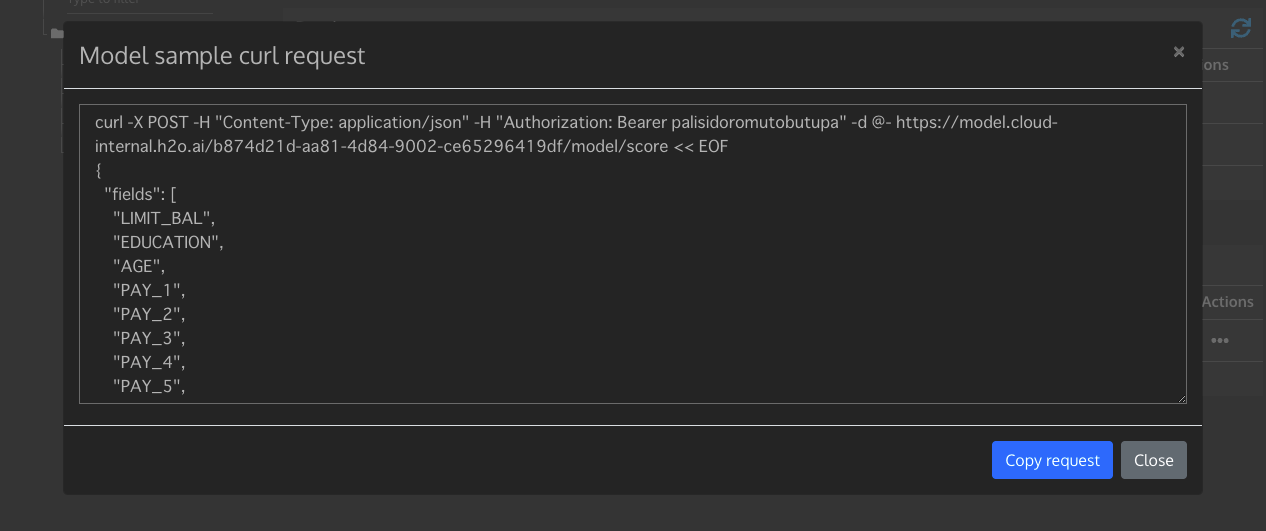 Type to filter
Model sample curl request
×
ons
curl -X POST -H "Content-Type: application/json" -H "Authorization: Bearer palisidoromutobutupa" -d @- https://model.cloud-
internal.h2o.ai/b874d21d-aa81-4d84-9002-ce65296419df/model/score << EOF
{
"fields": [
"LIMIT_BAL",
"EDUCATION",
"AGE",
"PAY_1",
"PAY_2",
Actions
"PAY_3",
"PAY_4",
"PAY_5",
Copy request
Close